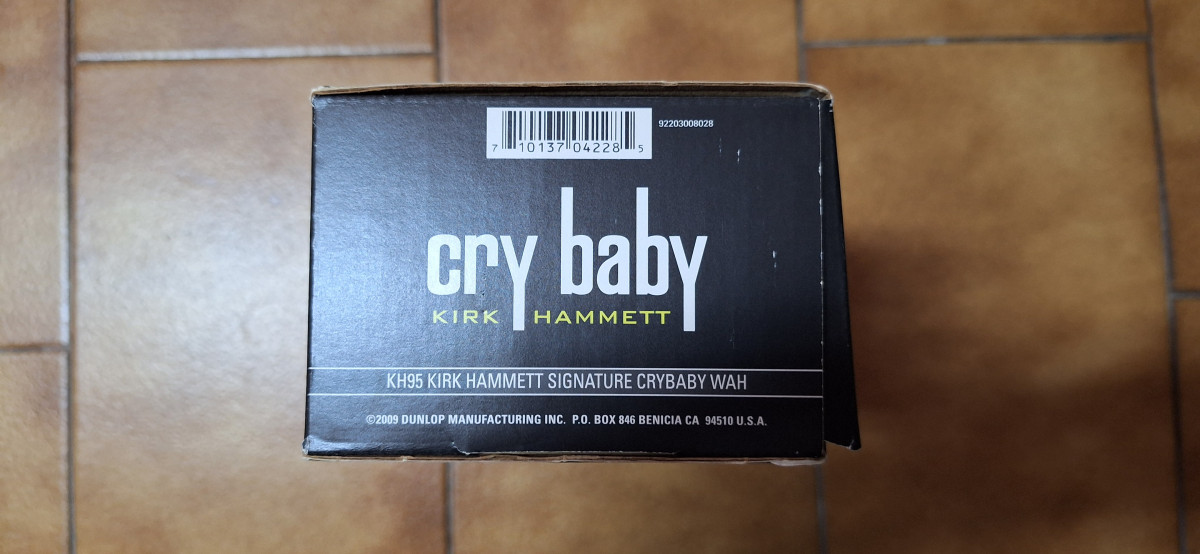 7 10137 04228 5
92203008028
cry baby
KIRK HAMMETT
KH95 KIRK HAMMETT SIGNATURE CRYBABY WAH
©2009 DUNLOP MANUFACTURING INC. P.O. BOX 846 BENICIA CA 94510 U.S.A.